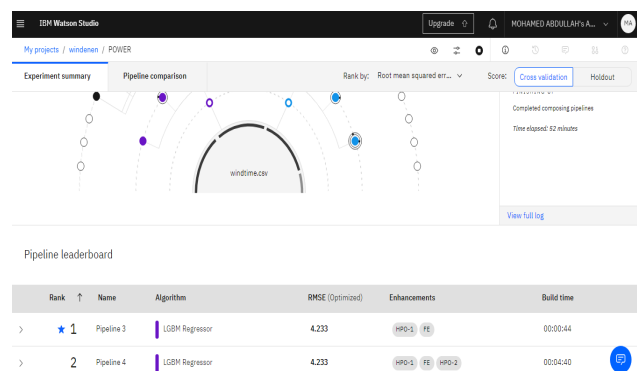 IBM Watson Studio
Upgrade
MOHAMED ABDULLAH's A...
MA
My projects / windenen / POWER
Experiment summary
Pipeline comparison
Rank by: Root mean squared err...
Score: Cross validation Holdout
Completed composing pipelines
Time elapsed: 52 minutes
windtime.csv
View full log
Pipeline leaderboard
Rank ↑ Name Algorithm RMSE (Optimized) Enhancements Build time
1 Pipeline 3 LGBM Regressor 4.233 HPO-1 FE 00:00:44
2 Pipeline 4 LGBM Regressor 4.233 HPO-1 FE HPO-2 00:04:40